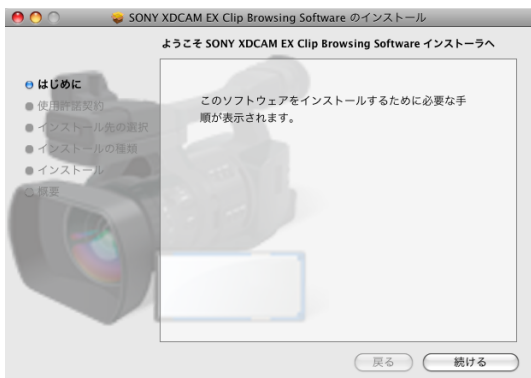 SONY XDCAM EX Clip Browsing Software のインストール
ようこそ SONY XDCAM EX Clip Browsing Software インストーラへ
はじめに
使用許諾契約
インストール先の選択
インストールの種類
インストール
概要
このソフトウェアをインストールするために必要な手
順が表示されます。
戻る
続ける